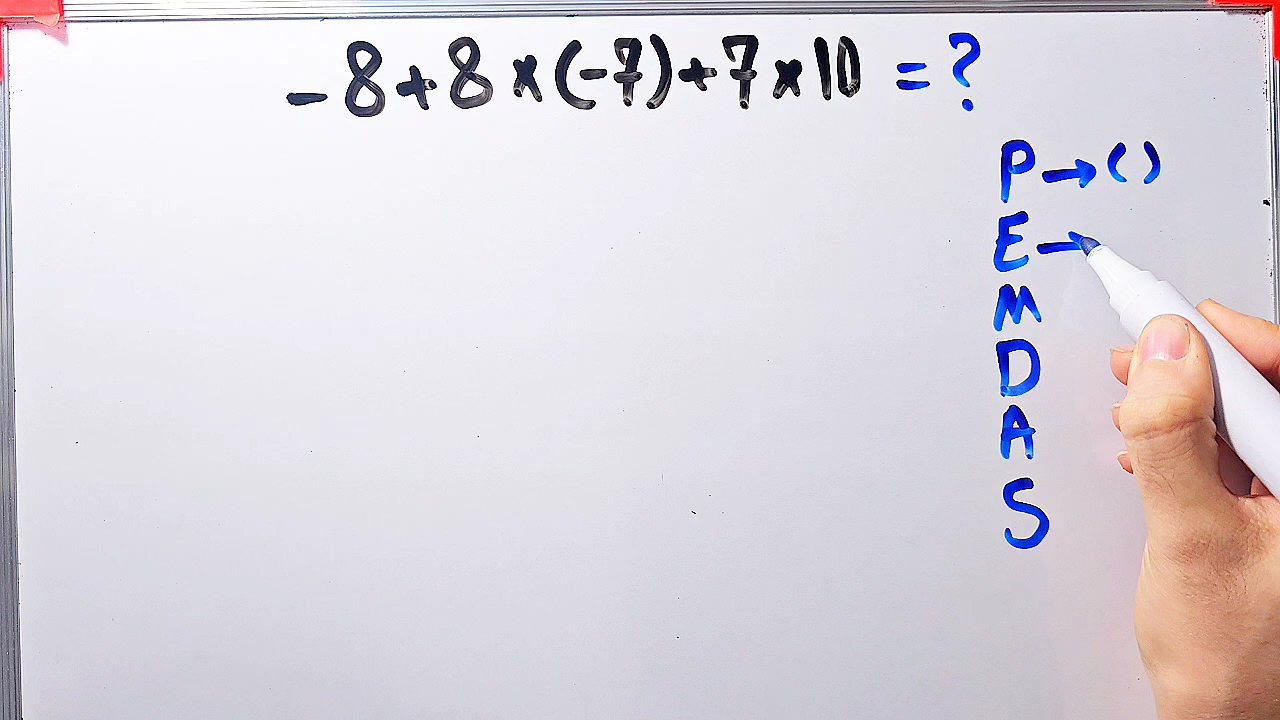 -8+8×(-7)+7×10 = ?
P→()
E→
M
D
A
S